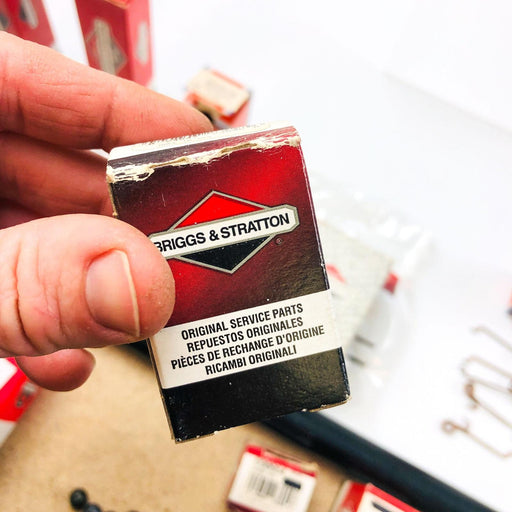 BRIGGS & STRATTON
®
ORIGINAL SERVICE PARTS
REPUESTOS ORIGINALES
PIÈCES DE RECHANGE D'ORIGINE
RICAMBI ORIGINALI